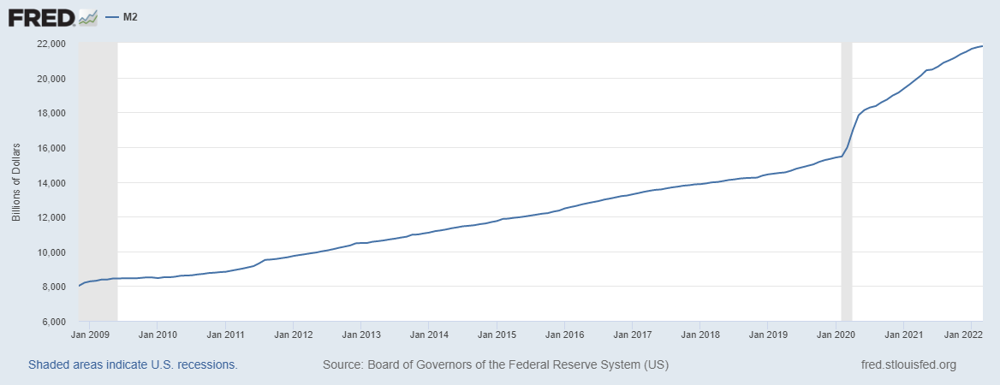 FRED
M2
22,000
20,000
18,000
16,000
14,000
12,000
10,000
8,000
6,000
Billions of Dollars
Jan 2009 Jan 2010 Jan 2011 Jan 2012 Jan 2013 Jan 2014 Jan 2015 Jan 2016 Jan 2017 Jan 2018 Jan 2019 Jan 2020 Jan 2021 Jan 2022
Shaded areas indicate U.S. recessions. Source: Board of Governors of the Federal Reserve System (US) fred.stlouisfed.org